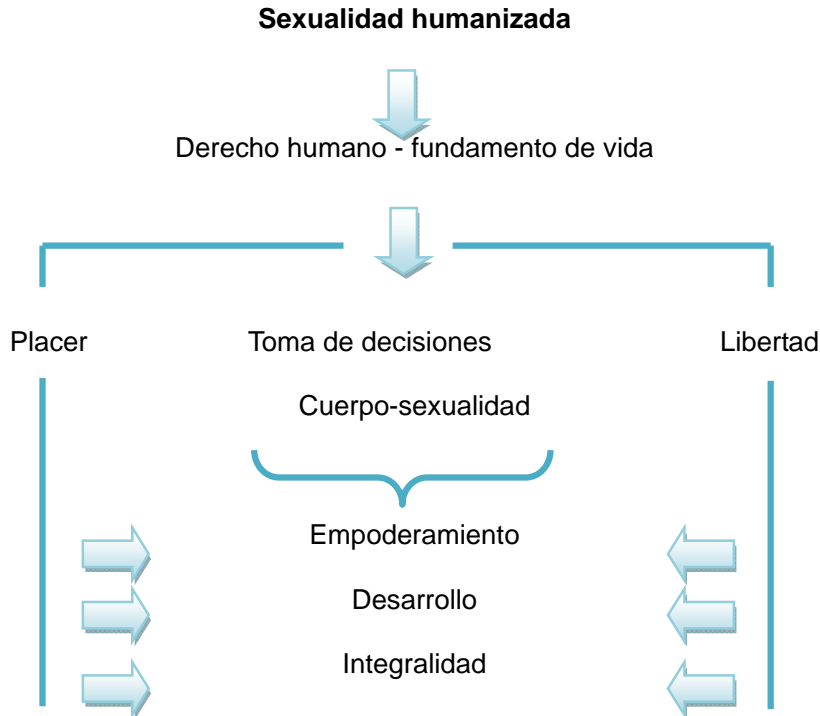 Sexualidad humanizada
Derecho humano - fundamento de vida
Placer Toma de decisiones Libertad
Cuerpo-sexualidad
Empoderamiento
Desarrollo
Integralidad